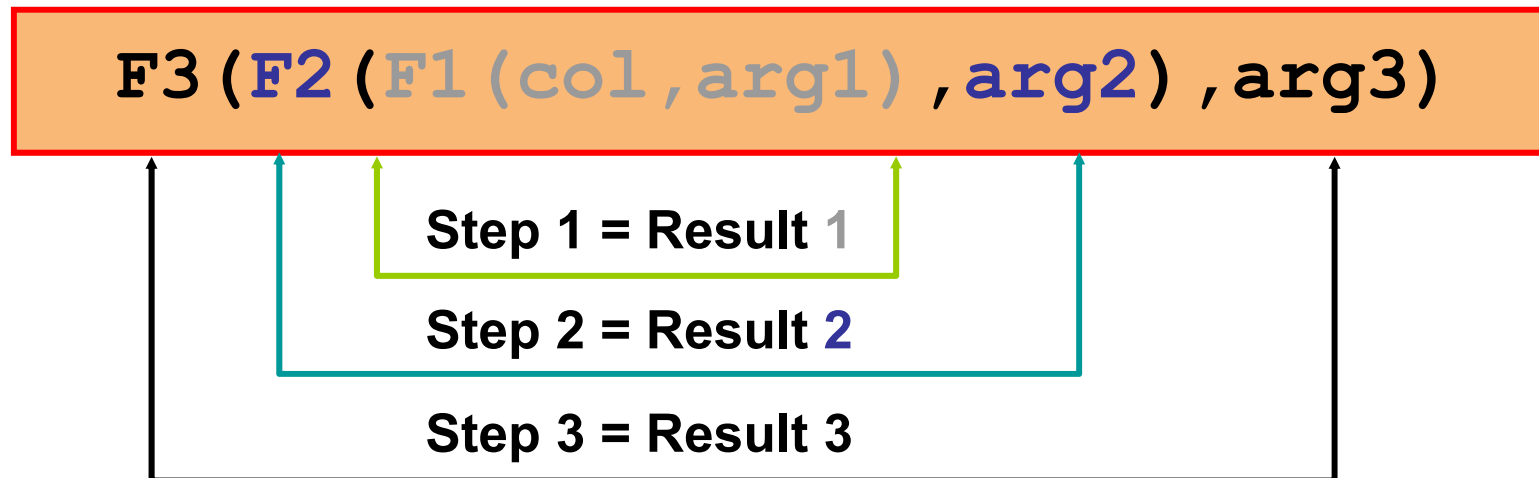 F3(F2(F1(col,arg1),arg2),arg3)
Step 1 = Result 1
Step 2 = Result 2
Step 3 = Result 3